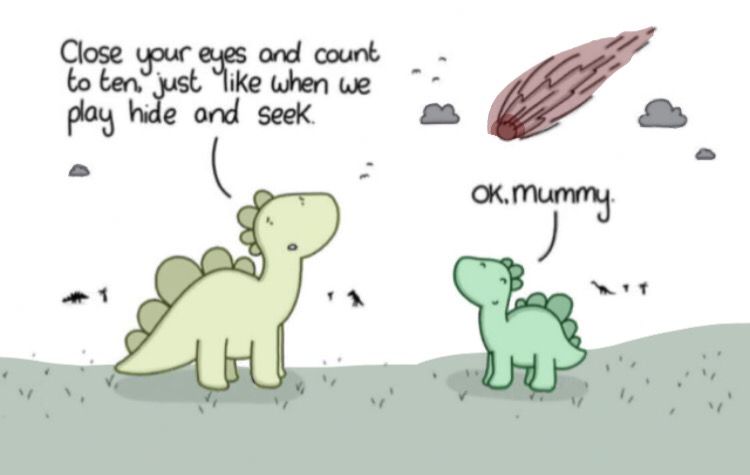 Close your eyes and count
to ten, just like when we
play hide and seek.
OK, mummy.